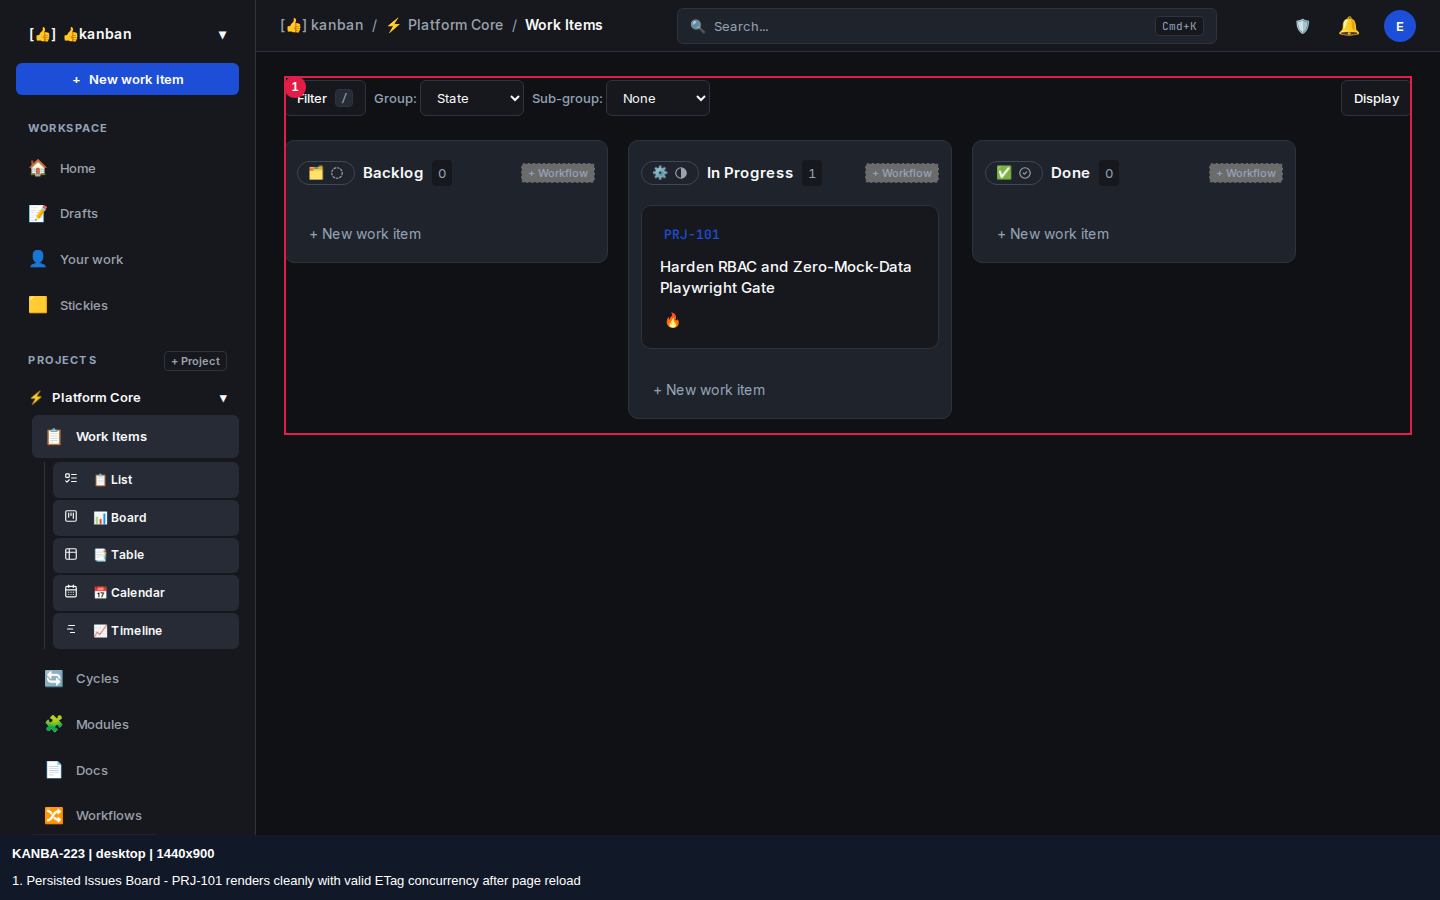 [👍] 👍kanban ▼
+ New work item
WORKSPACE
Home
Drafts
Your work
Stickies
PROJECTS + Project
⚡ Platform Core ▼
Work Items
List
Board
Table
Calendar
Timeline
Cycles
Modules
Docs
Workflows
[👍] kanban / ⚡ Platform Core / Work Items
Search... Cmd+K
E
1
Filter / Group: State Sub-group: None Display
Backlog 0 + Workflow
+ New work item
In Progress 1 + Workflow
PRJ-101
Harden RBAC and Zero-Mock-Data
Playwright Gate
+ New work item
Done 0 + Workflow
+ New work item
KANBA-223 | desktop | 1440x900
1. Persisted Issues Board - PRJ-101 renders cleanly with valid ETag concurrency after page reload